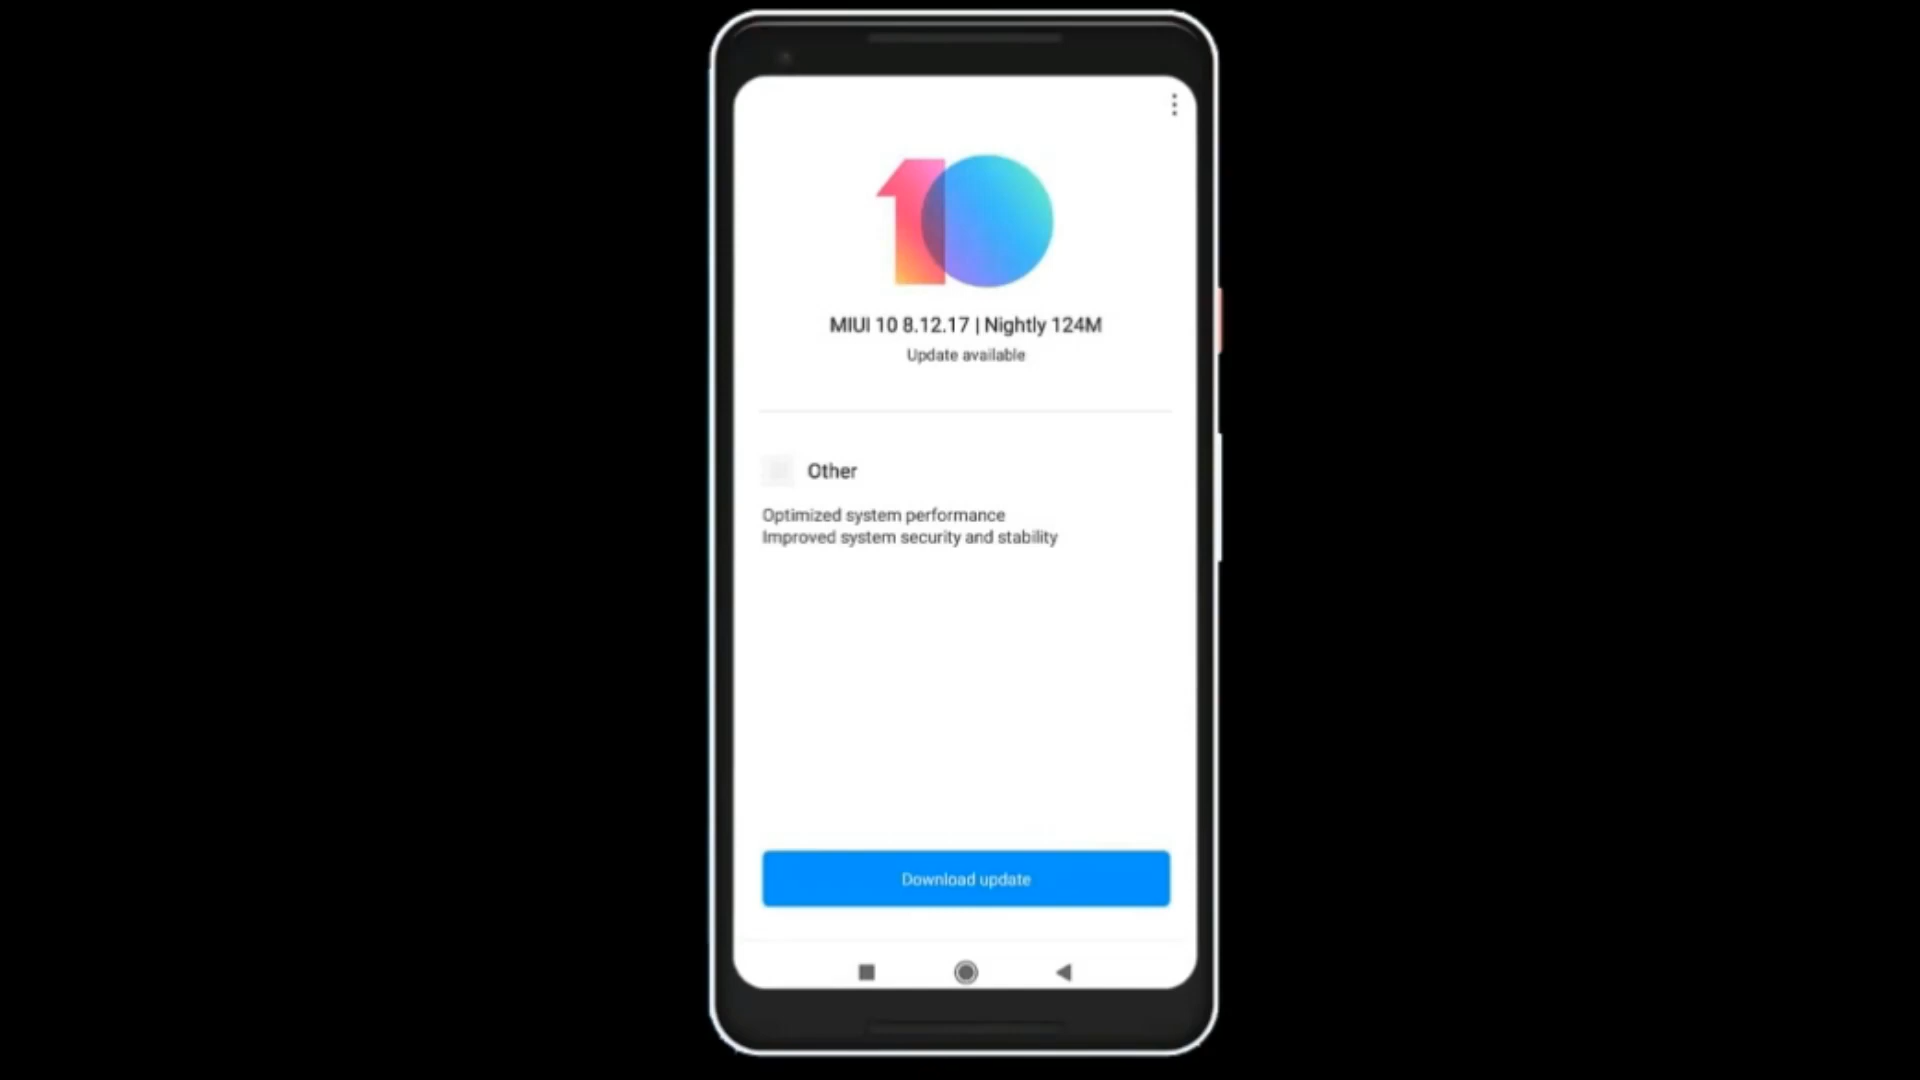 10
MIUI 10 8.12.17 | Nightly 124M
Update available
Other
Optimized system performance
Improved system security and stability
Download update